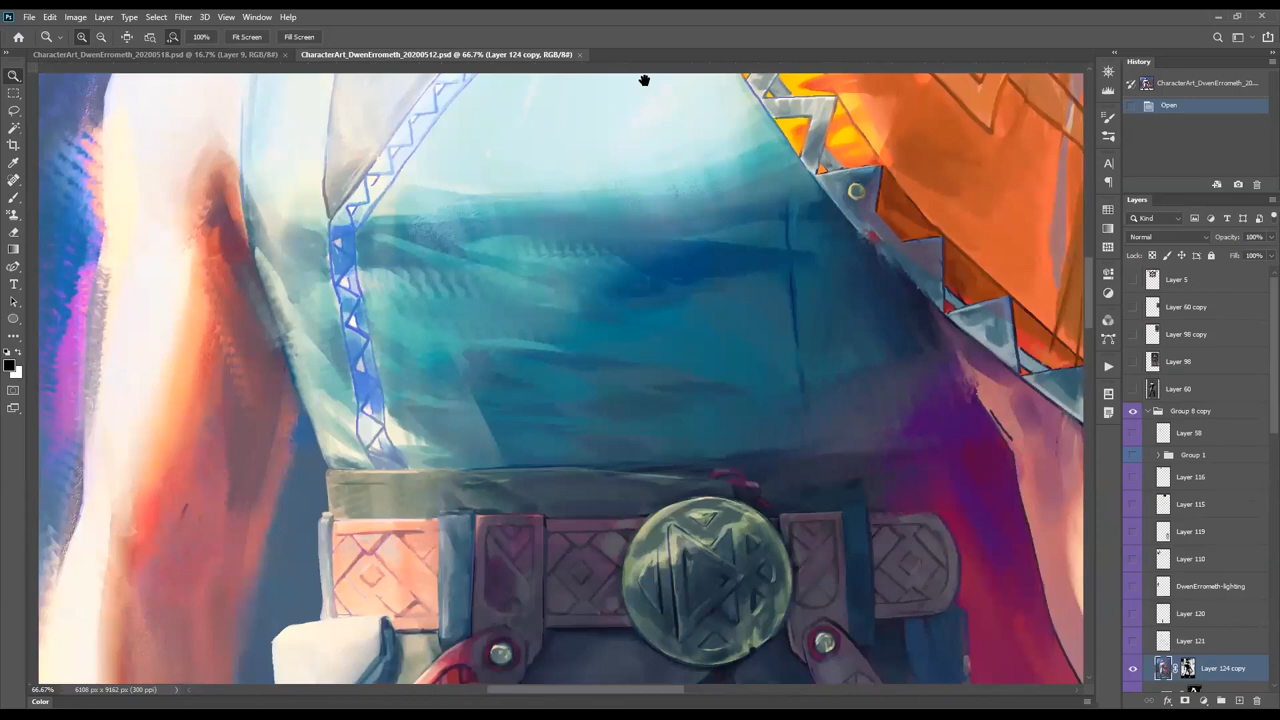 Ps File Edit Image Layer Type Select Filter 3D View Window Help
100% Fit Screen Fill Screen
CharacterArt_DwenErrometh_20200518.psd @ 16.7% (Layer 9, RGB/8#) × CharacterArt_DwenErrometh_20200512.psd @ 66.7% (Layer 124 copy, RGB/8#) ×
History
CharacterArt_DwenErrometh_20...
Open
Layers
Kind
Normal Opacity: 100%
Lock: Fill: 100%
Layer 5
Layer 60 copy
Layer 98 copy
Layer 98
Layer 60
Group 8 copy
Layer 58
Group 1
Layer 116
Layer 115
Layer 119
Layer 110
DwenErrometh-lighting
Layer 120
Layer 121
Layer 124 copy
66.67% 6108 px x 9162 px (300 ppi)
Color